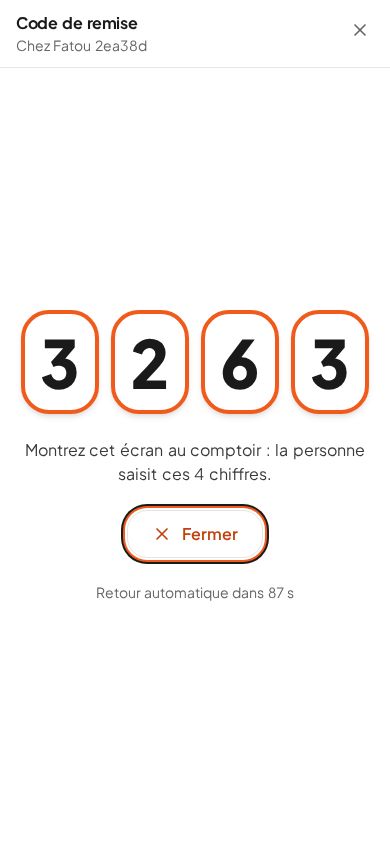 Code de remise
Chez Fatou 2ea38d
3 2 6 3
Montrez cet écran au comptoir : la personne
saisit ces 4 chiffres.
Fermer
Retour automatique dans 87 s